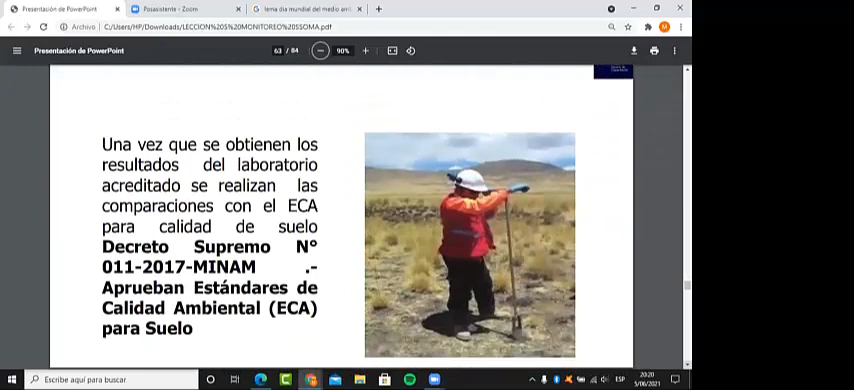 Presentación de PowerPoint
Posasistente - Zoom
lema dia mundial del medio am
Archivo | C:/Users/HP/Downloads/LECCION%205%20MONITOREO%20SSOMA.pdf
Presentación de PowerPoint
63 / 84
90%
Una vez que se obtienen los
resultados del laboratorio
acreditado se realizan las
comparaciones con el ECA
para calidad de suelo
Decreto Supremo N°
011-2017-MINAM .-
Aprueban Estándares de
Calidad Ambiental (ECA)
para Suelo
Escribe aquí para buscar
ESP
20:20
5/06/2021